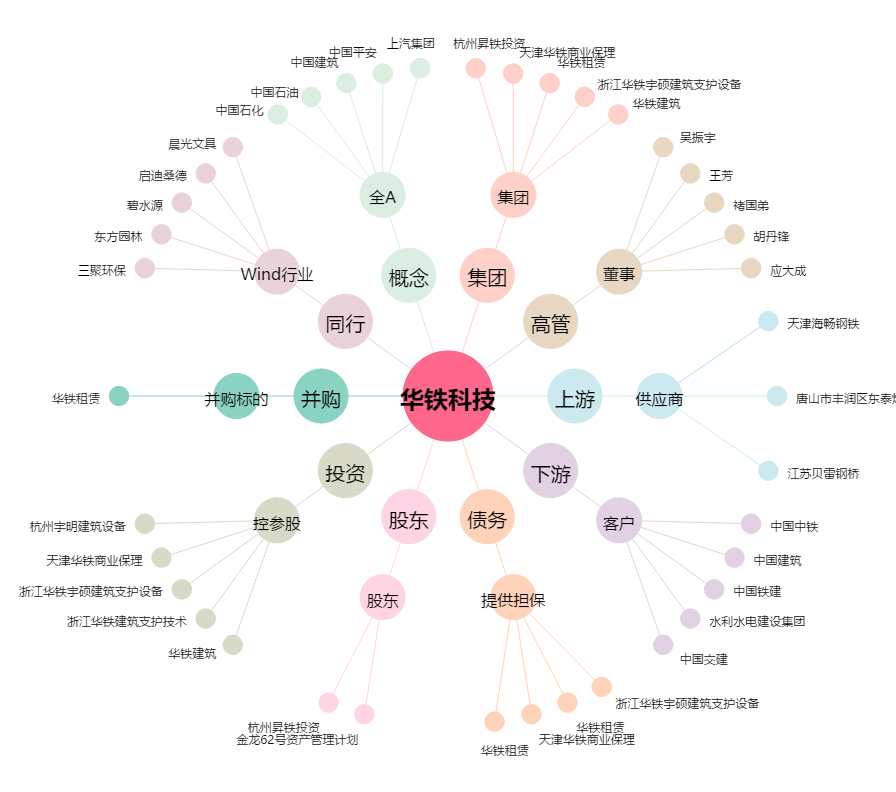 上汽集团
中国平安
中国建筑
中国石油
中国石化
全A
概念
杭州昇铁投资
天津华铁商业保理
华铁租赁
浙江华铁宇硕建筑支护设备
华铁建筑
集团
集团
晨光文具
启迪桑德
碧水源
东方园林
三聚环保
Wind行业
同行
吴振宇
王芳
褚国弟
胡丹锋
应大成
董事
高管
华铁租赁
并购标的
并购
华铁科技
上游
供应商
天津海畅钢铁
唐山市丰润区东泰
江苏贝雷钢桥
投资
控参股
杭州宇明建筑设备
天津华铁商业保理
浙江华铁宇硕建筑支护设备
浙江华铁建筑支护技术
华铁建筑
下游
客户
中国中铁
中国建筑
中国铁建
水利水电建设集团
中国交建
股东
股东
杭州昇铁投资
金龙62号资产管理计划
债务
提供担保
浙江华铁宇硕建筑支护设备
华铁租赁
天津华铁商业保理
华铁租赁